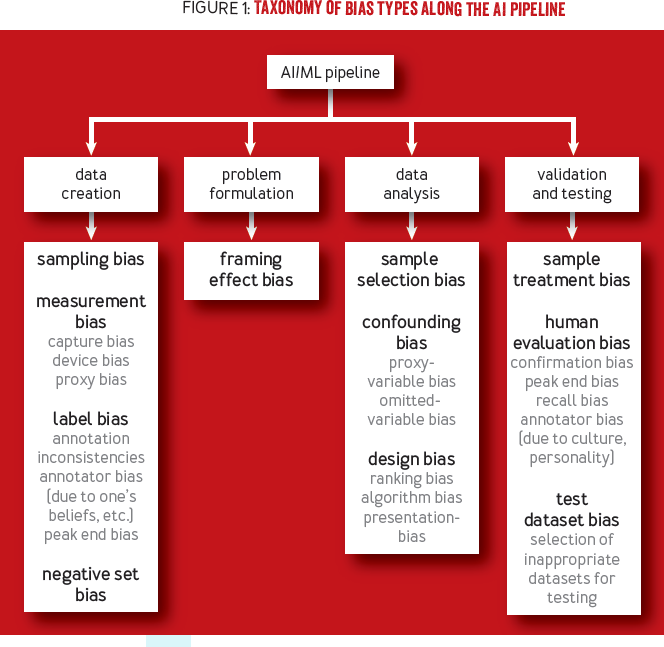 FIGURE 1: TAXONOMY OF BIAS TYPES ALONG THE AI PIPELINE
AI/ML pipeline
data
creation
problem
formulation
data
analysis
validation
and testing
sampling bias
measurement
bias
capture bias
device bias
proxy bias
label bias
annotation
inconsistencies
annotator bias
(due to one's
beliefs, etc.)
peak end bias
negative set
bias
framing
effect bias
sample
selection bias
confounding
bias
proxy-
variable bias
omitted-
variable bias
design bias
ranking bias
algorithm bias
presentation-
bias
sample
treatment bias
human
evaluation bias
confirmation bias
peak end bias
recall bias
annotator bias
(due to culture,
personality)
test
dataset bias
selection of
inappropriate
datasets for
testing